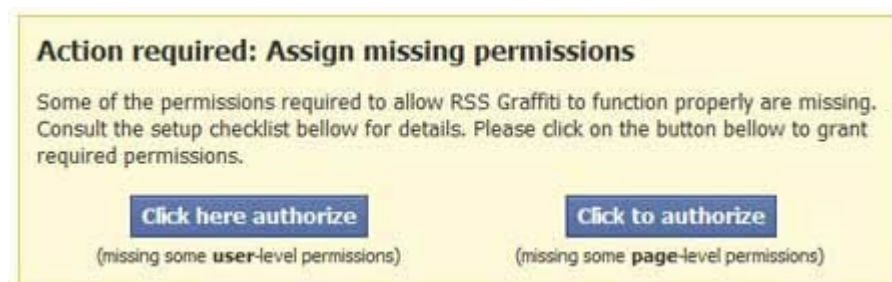 Action required: Assign missing permissions
Some of the permissions required to allow RSS Graffiti to function properly are missing.
Consult the setup checklist bellow for details. Please click on the button bellow to grant
required permissions.
Click here authorize
Click to authorize
(missing some user-level permissions)
(missing some page-level permissions)